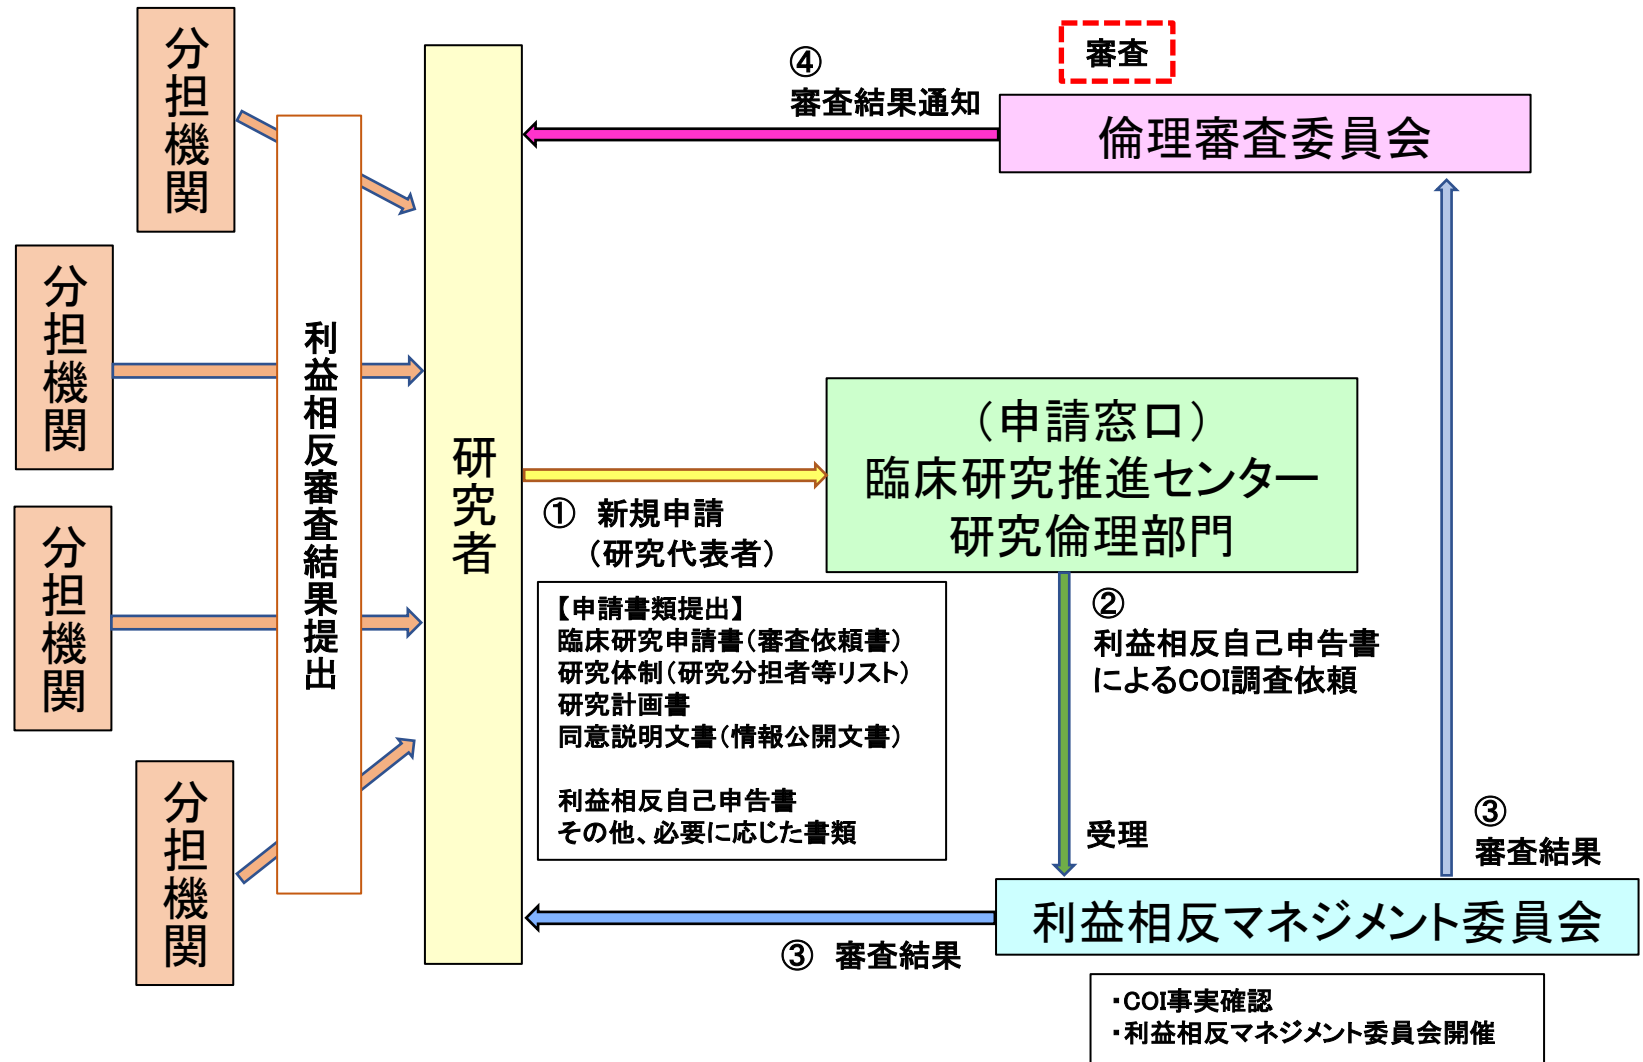 分担機関
分担機関
分担機関
分担機関
利益相反審査結果提出
研究者
④
審査結果通知
審査
倫理審査委員会
(申請窓口)
臨床研究推進センター
研究倫理部門
① 新規申請
(研究代表者)
【申請書類提出】
臨床研究申請書(審査依頼書)
研究体制(研究分担者等リスト)
研究計画書
同意説明文書(情報公開文書)
利益相反自己申告書
その他、必要に応じた書類
②
利益相反自己申告書
によるCOI調査依頼
受理
③
審査結果
利益相反マネジメント委員会
③ 審査結果
・COI事実確認
・利益相反マネジメント委員会開催